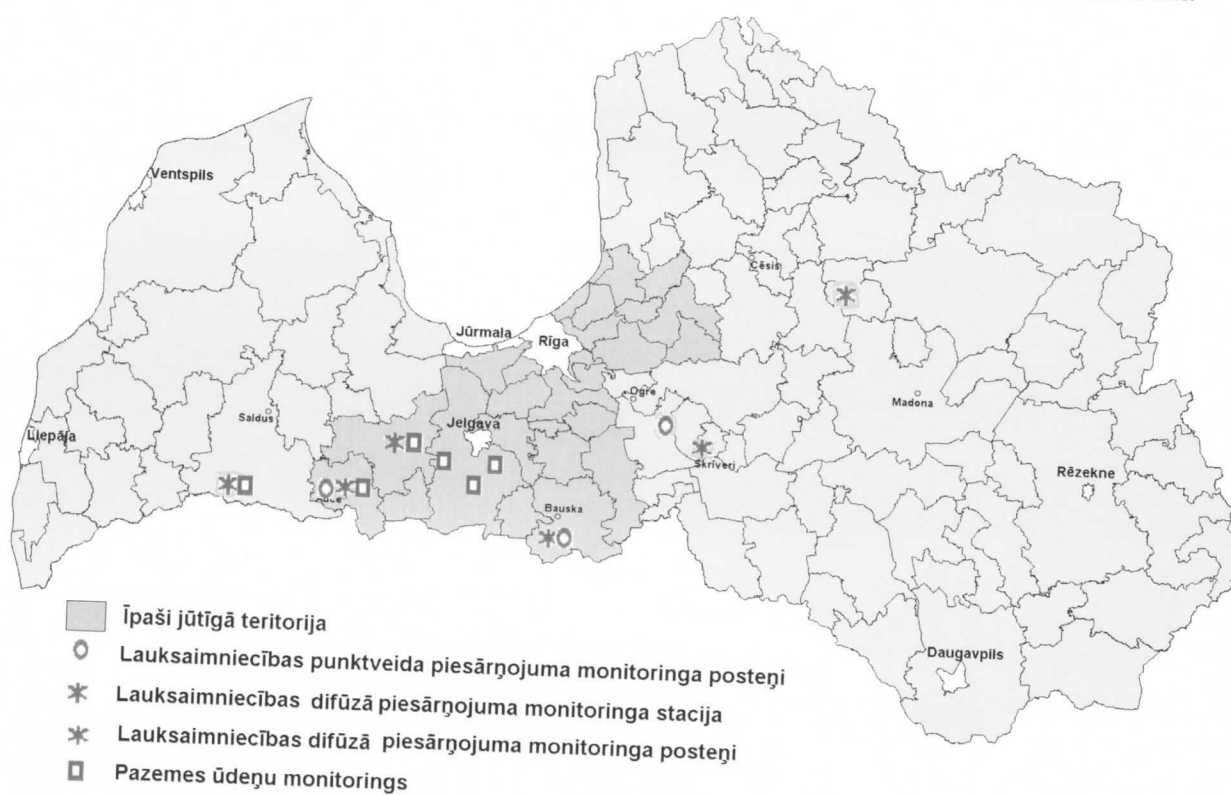 Ventspils
Cēsis
Jūrmala
Rīga
Ogre
Madona
Saldus
Jelgava
Liepāja
Skrīveri
Rēzekne
Bauska
Daugavpils
Īpaši jūtīgā teritorija
Lauksaimniecības punktveida piesārņojuma monitoringa posteņi
Lauksaimniecības difūzā piesārņojuma monitoringa stacija
Lauksaimniecības difūzā piesārņojuma monitoringa posteņi
Pazemes ūdeņu monitorings